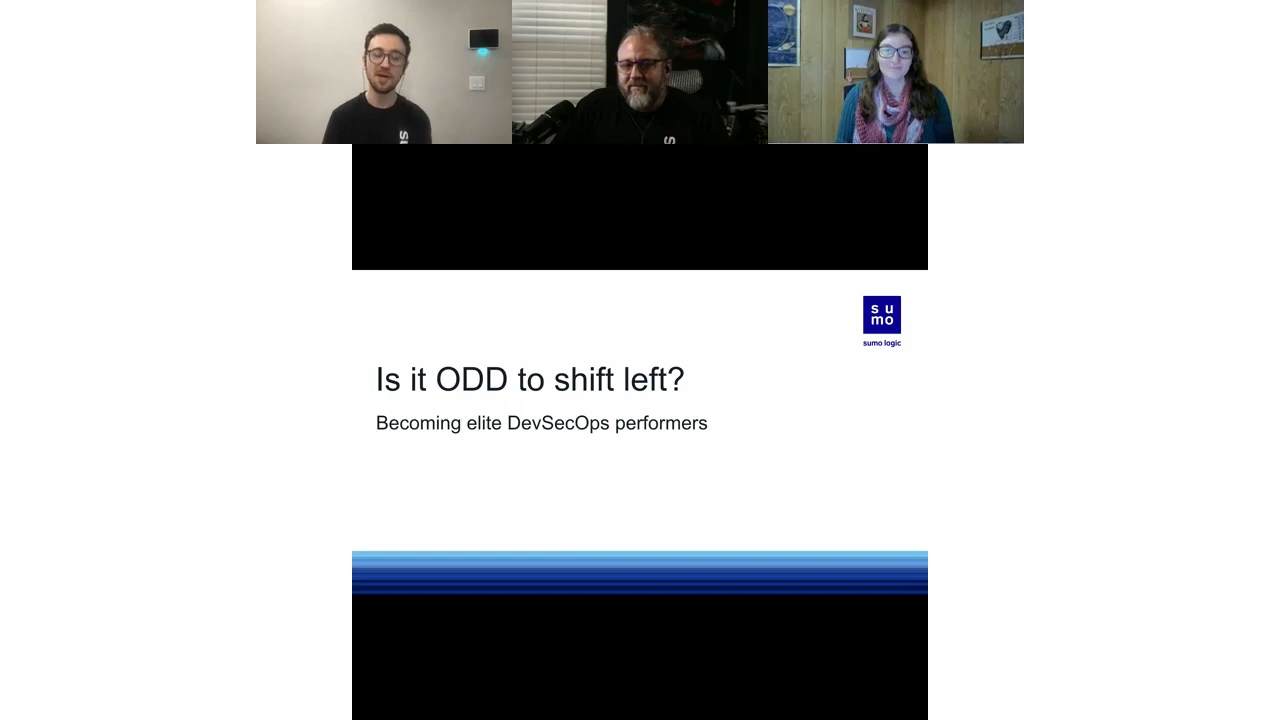 su
mo
sumo logic
Is it ODD to shift left?
Becoming elite DevSecOps performers